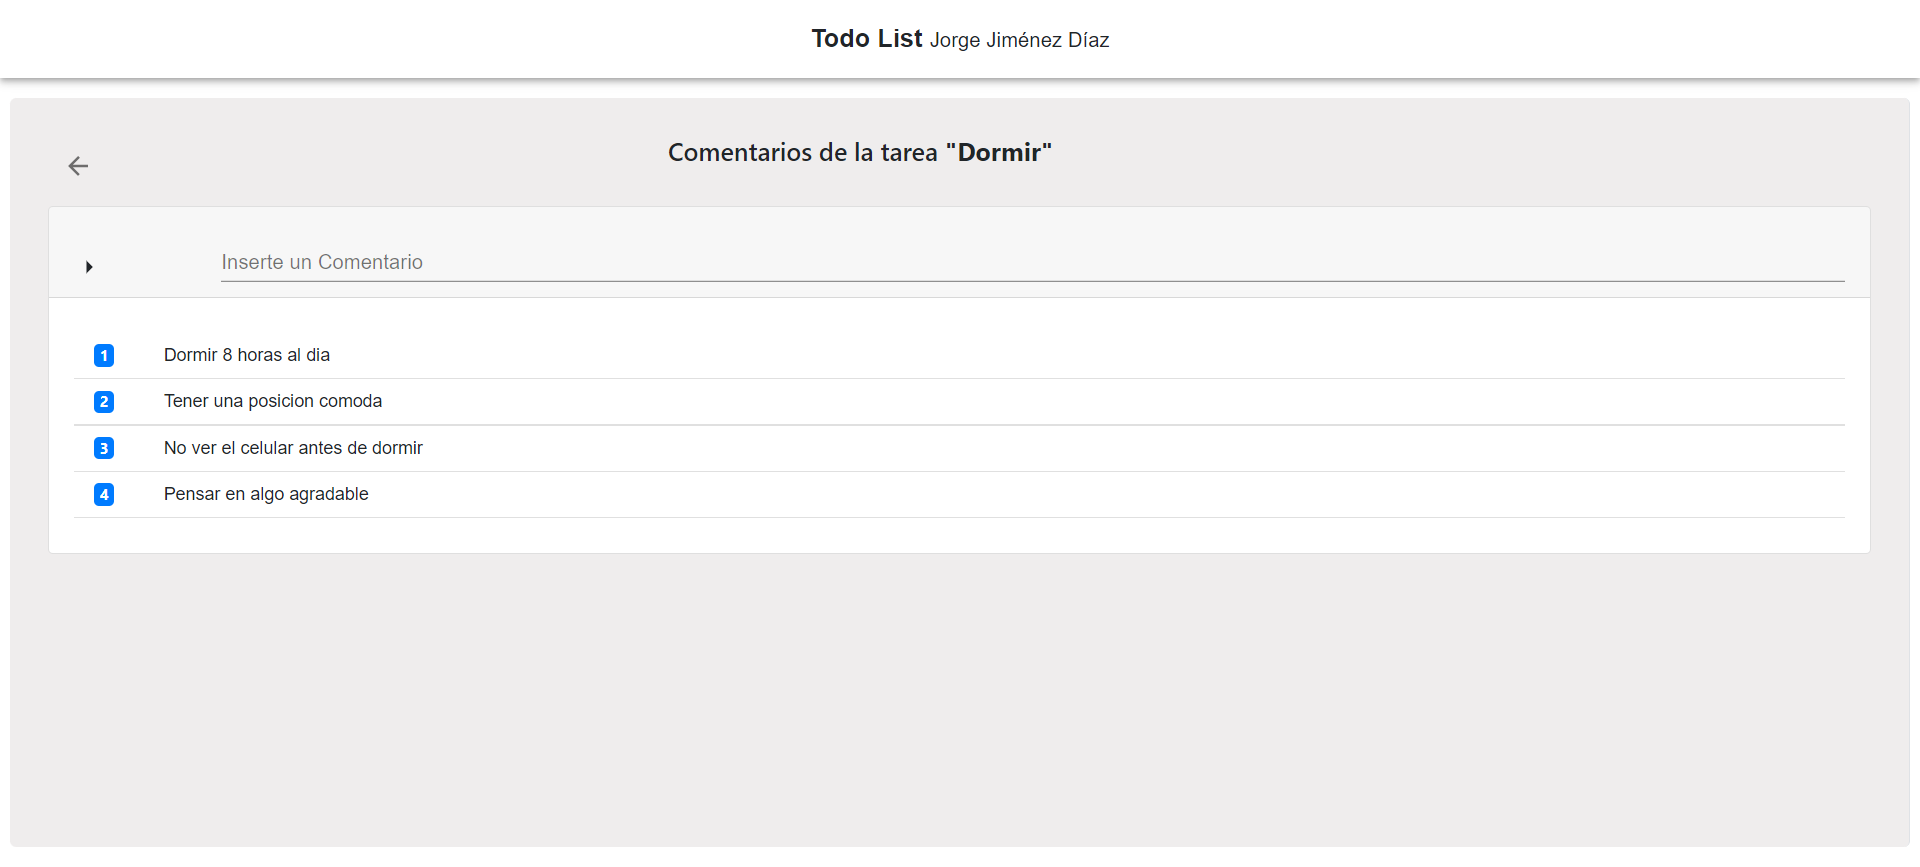 Todo List Jorge Jiménez Díaz
Comentarios de la tarea "Dormir"
Inserte un Comentario
1 Dormir 8 horas al dia
2 Tener una posicion comoda
3 No ver el celular antes de dormir
4 Pensar en algo agradable